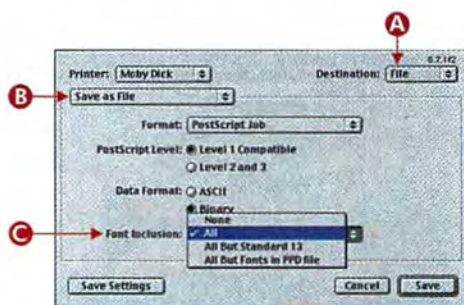 A
8.7.1f2
Printer: Moby Dick Destination: File
B Save as File
Format: PostScript Job
PostScript Level: Level 1 Compatible
Level 2 and 3
Data Format: ASCII
Binary
None
C Font Inclusion: ✓ All
All But Standard 13
All But Fonts in PPD file
Save Settings Cancel Save